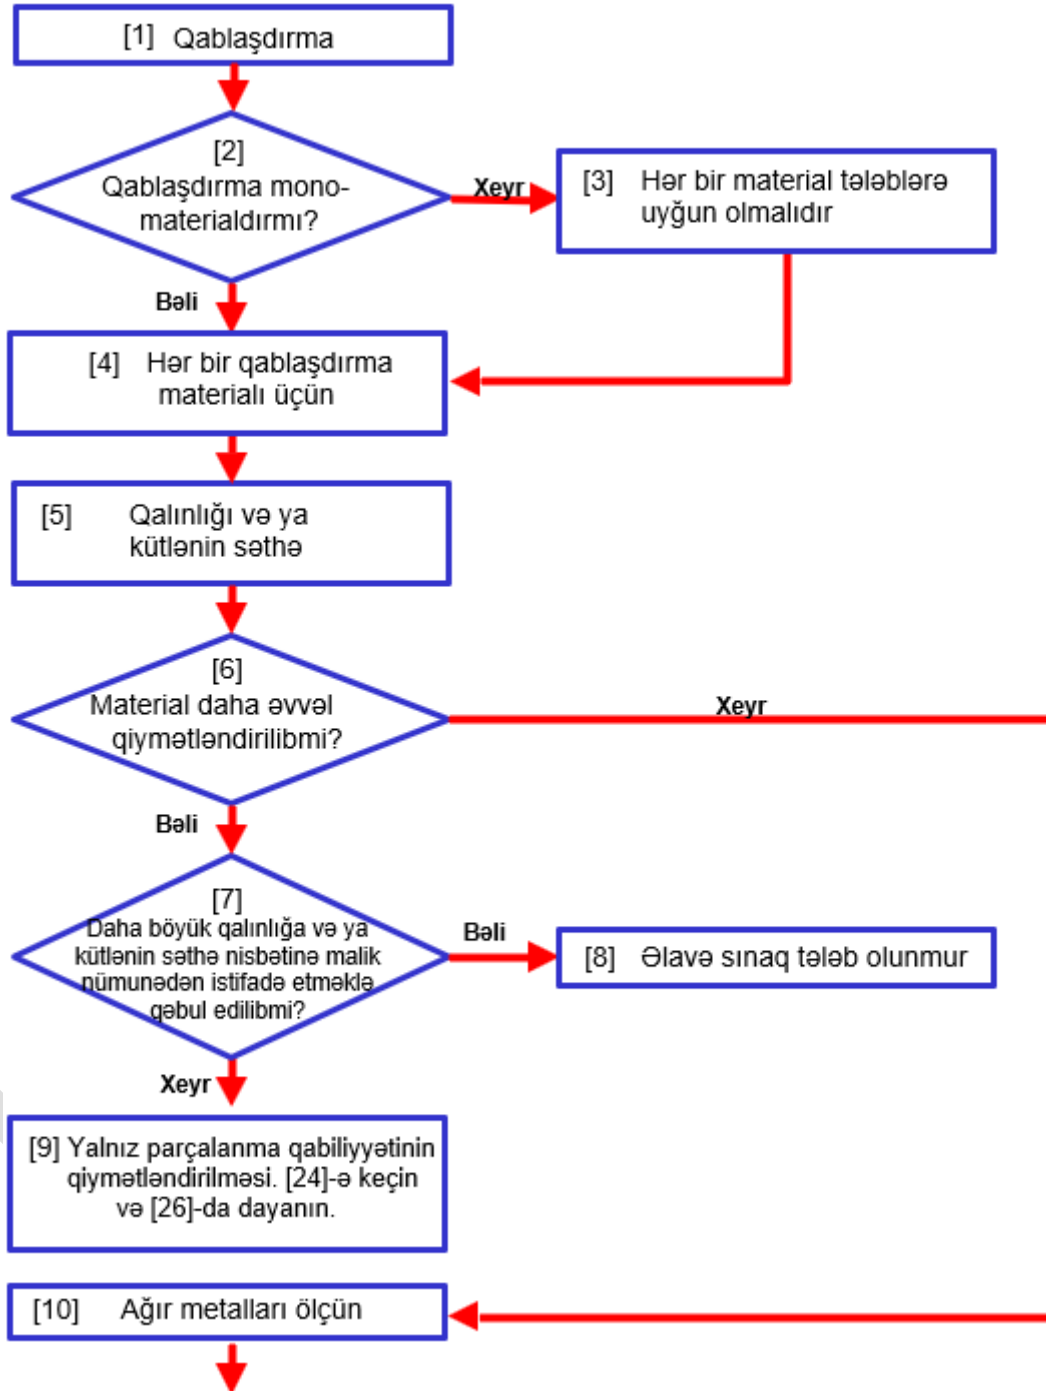 [1] Qablaşdırma
[2]
Qablaşdırma mono-
materialdırmı?
Xeyr
[3] Hər bir material tələblərə
uyğun olmalıdır
Bəli
[4] Hər bir qablaşdırma
materialı üçün
[5] Qalınlığı və ya
kütlənin səthə
[6]
Material daha əvvəl
qiymətləndirilibmi?
Xeyr
Bəli
[7]
Daha böyük qalınlığa və ya
kütlənin səthə nisbətinə malik
nümunədən istifadə etməklə
qəbul edilibmi?
Bəli
[8] Əlavə sınaq tələb olunmur
Xeyr
[9] Yalnız parçalanma qabiliyyətinin
qiymətləndirilməsi. [24]-ə keçin
və [26]-da dayanın.
[10] Ağır metalları ölçün